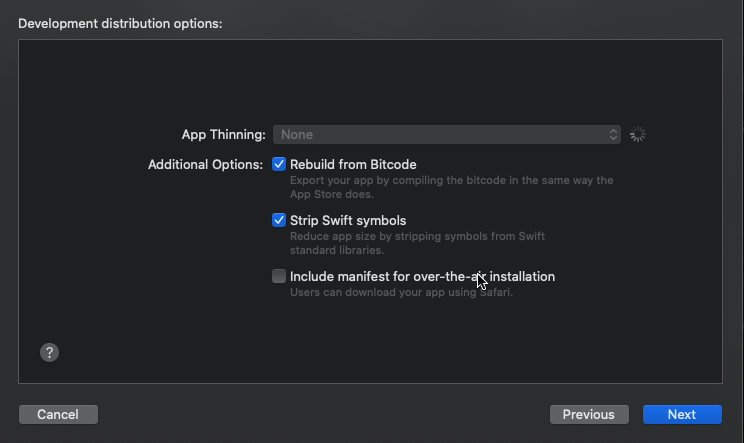 Development distribution options:
App Thinning: None
Additional Options: Rebuild from Bitcode
Export your app by compiling the bitcode in the same way the
App Store does.
Strip Swift symbols
Reduce app size by stripping symbols from Swift
standard libraries.
Include manifest for over-the-air installation
Users can download your app using Safari.
?
Cancel Previous Next